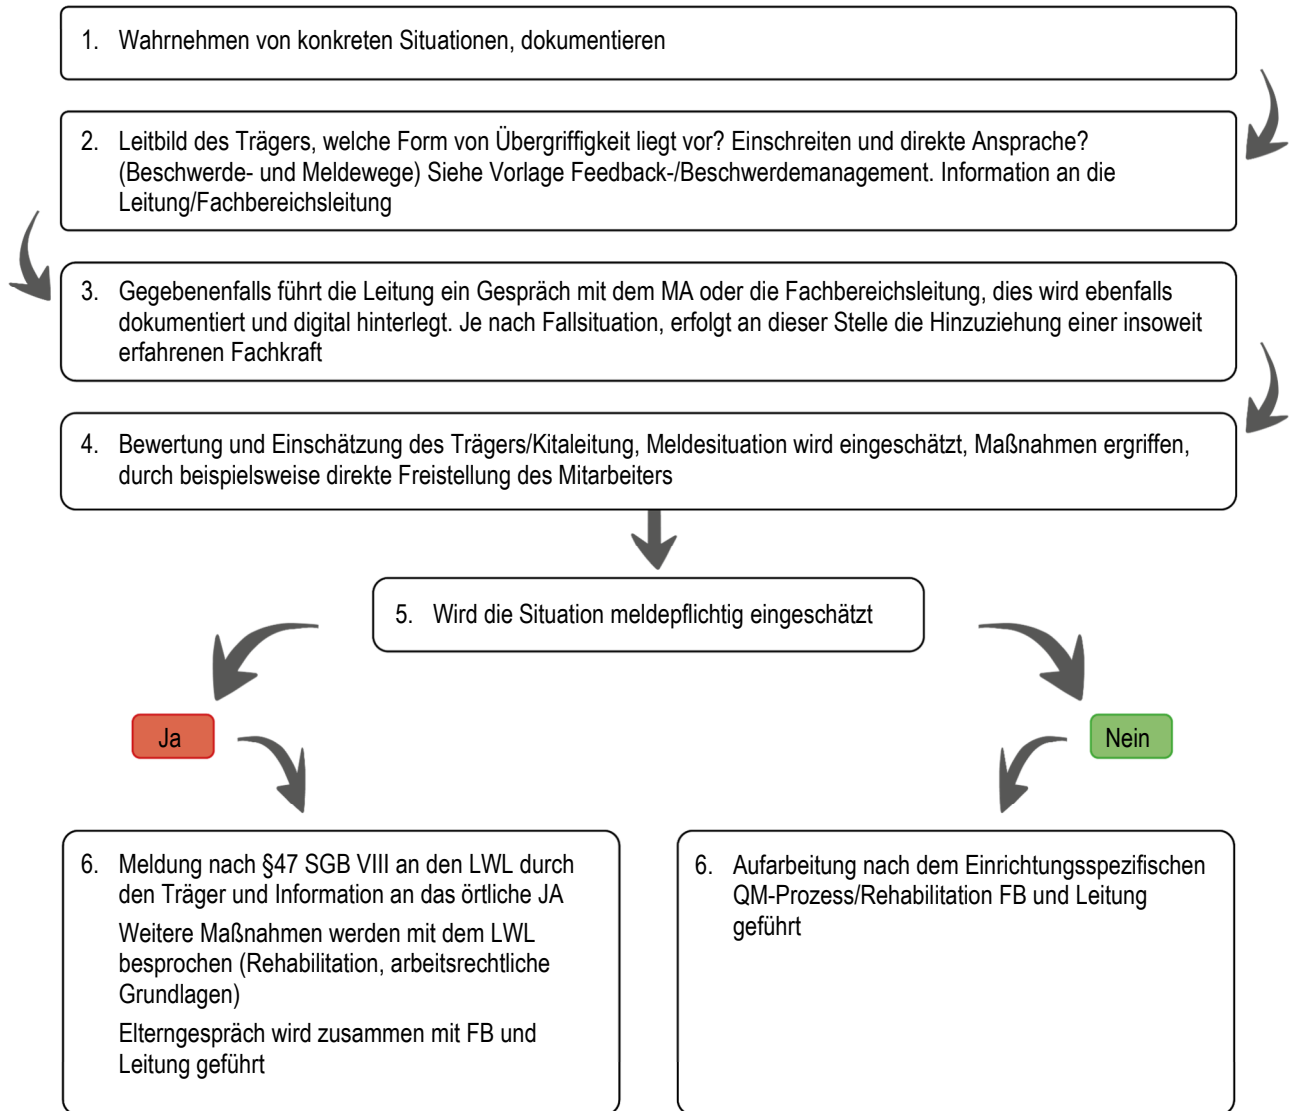 1. Wahrnehmen von konkreten Situationen, dokumentieren
2. Leitbild des Trägers, welche Form von Übergriffigkeit liegt vor? Einschreiten und direkte Ansprache?
(Beschwerde- und Meldewege) Siehe Vorlage Feedback-/Beschwerdemanagement. Information an die
Leitung/Fachbereichsleitung
3. Gegebenenfalls führt die Leitung ein Gespräch mit dem MA oder die Fachbereichsleitung, dies wird ebenfalls
dokumentiert und digital hinterlegt. Je nach Fallsituation, erfolgt an dieser Stelle die Hinzuziehung einer insoweit
erfahrenen Fachkraft
4. Bewertung und Einschätzung des Trägers/Kitaleitung, Meldesituation wird eingeschätzt, Maßnahmen ergriffen,
durch beispielsweise direkte Freistellung des Mitarbeiters
5. Wird die Situation meldepflichtig eingeschätzt
Ja
Nein
6. Meldung nach §47 SGB VIII an den LWL durch
den Träger und Information an das örtliche JA
Weitere Maßnahmen werden mit dem LWL
besprochen (Rehabilitation, arbeitsrechtliche
Grundlagen)
Elterngespräch wird zusammen mit FB und
Leitung geführt
6. Aufarbeitung nach dem Einrichtungsspezifischen
QM-Prozess/Rehabilitation FB und Leitung
geführt